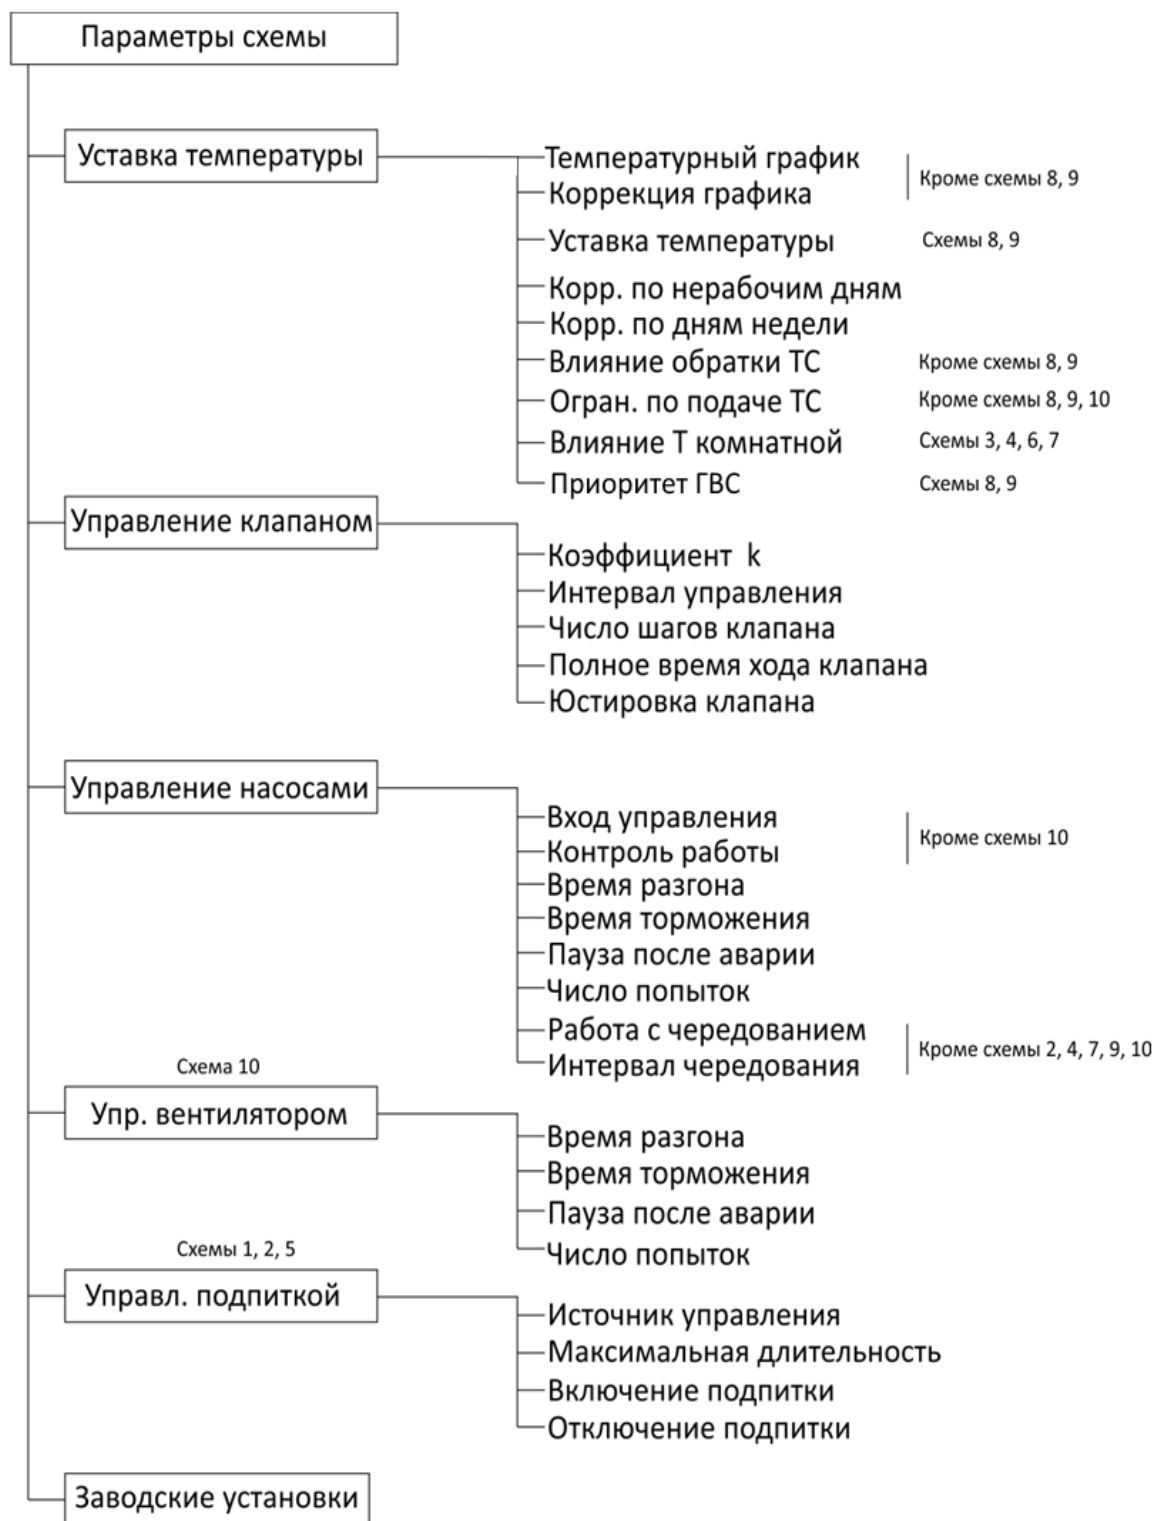 Параметры схемы
Уставка температуры
Температурный график
Коррекция графика
Кроме схемы 8, 9
Уставка температуры
Схемы 8, 9
Корр. по нерабочим дням
Корр. по дням недели
Влияние обратки ТС
Кроме схемы 8, 9
Огран. по подаче ТС
Кроме схемы 8, 9, 10
Влияние Т комнатной
Схемы 3, 4, 6, 7
Приоритет ГВС
Схемы 8, 9
Управление клапаном
Коэффициент k
Интервал управления
Число шагов клапана
Полное время хода клапана
Юстировка клапана
Управление насосами
Вход управления
Контроль работы
Кроме схемы 10
Время разгона
Время торможения
Пауза после аварии
Число попыток
Работа с чередованием
Интервал чередования
Кроме схемы 2, 4, 7, 9, 10
Схема 10
Упр. вентилятором
Время разгона
Время торможения
Пауза после аварии
Число попыток
Схемы 1, 2, 5
Управл. подпиткой
Источник управления
Максимальная длительность
Включение подпитки
Отключение подпитки
Заводские установки